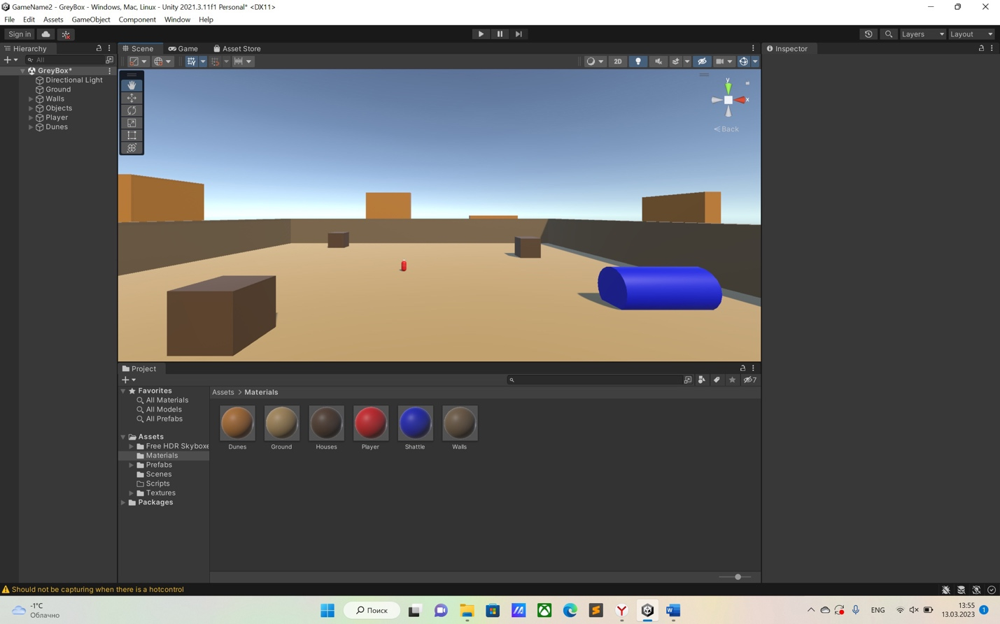 GameName2 - GreyBox - Windows, Mac, Linux - Unity 2021.3.11f1 Personal* <DX11>
File Edit Assets GameObject Component Window Help
Sign in Layers Layout
Hierarchy Scene Game Asset Store Inspector
All 2D
GreyBox*
Directional Light
Ground
Walls
Objects
Player
Dunes
y
x
Back
Project
7
Favorites
All Materials
All Models
All Prefabs
Assets
Free HDR Skyboxe
Materials
Prefabs
Scenes
Scripts
Textures
Packages
Assets > Materials
Dunes Ground Houses Player Shattle Walls
Should not be capturing when there is a hotcontrol
-1°C
Облачно
Поиск
ENG
13:55
13.03.2023
1